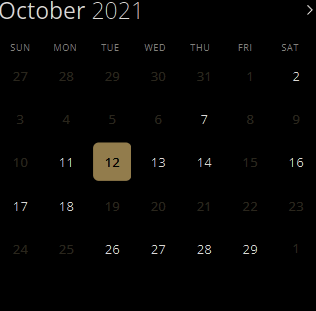 October 2021
SUN MON TUE WED THU FRI SAT
27 28 29 30 31 1 2
3 4 5 6 7 8 9
10 11 12 13 14 15 16
17 18 19 20 21 22 23
24 25 26 27 28 29 1